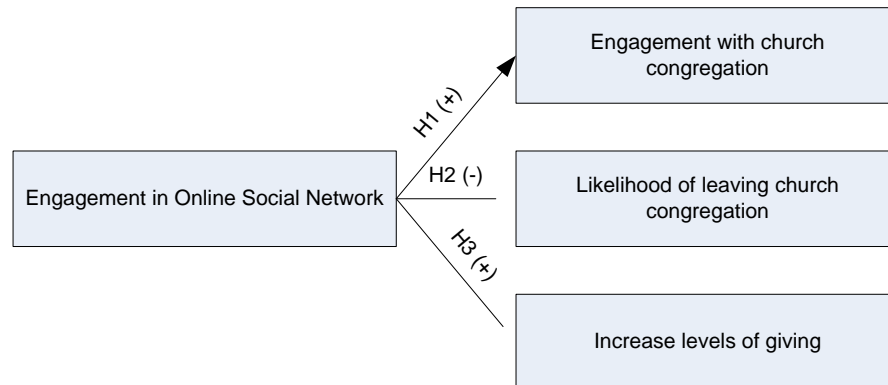 Engagement with church
congregation
H1 (+)
Engagement in Online Social Network
H2 (-)
Likelihood of leaving church
congregation
H3 (+)
Increase levels of giving